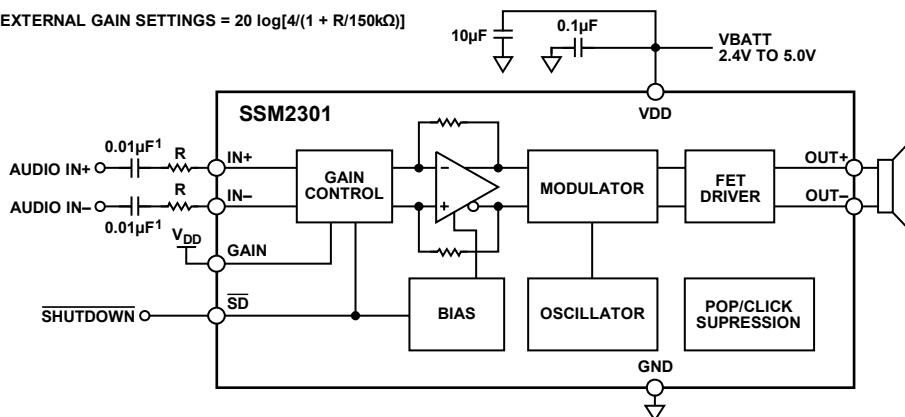 EXTERNAL GAIN SETTINGS = 20 log[4/(1 + R/150kΩ)]
10µF
0.1µF
VBATT
2.4V TO 5.0V
VDD
SSM2301
0.01µF1
R
AUDIO IN+
IN+
GAIN
CONTROL
MODULATOR
FET
DRIVER
OUT+
R
AUDIO IN–
IN–
OUT–
0.01µF1
VDD
GAIN
SHUTDOWN
SD
BIAS
OSCILLATOR
POP/CLICK
SUPRESSION
GND